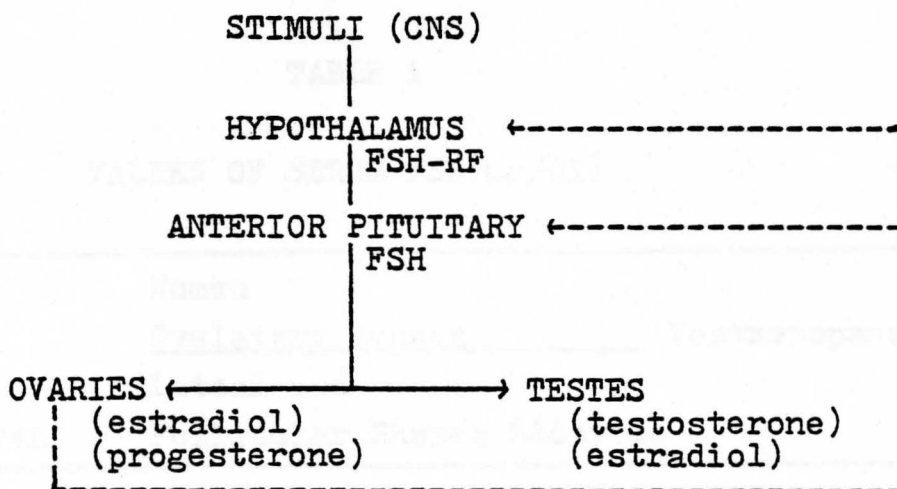 STIMULI (CNS)
HYPOTHALAMUS
FSH-RF
ANTERIOR PITUITARY
FSH
OVARIES TESTES
(estradiol) (testosterone)
(progesterone) (estradiol)